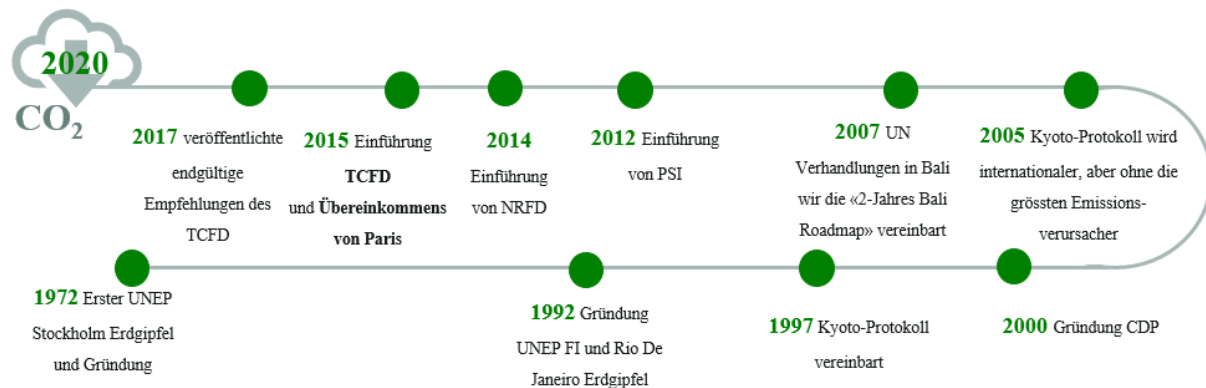 2020
CO2
2017 veröffentlichte
endgültige
Empfehlungen des
TCFD
2015 Einführung
TCFD
und Übereinkommens
von Paris
2014
Einführung
von NRFD
2012 Einführung
von PSI
2007 UN
Verhandlungen in Bali
wir die «2-Jahres Bali
Roadmap» vereinbart
2005 Kyoto-Protokoll wird
internationaler, aber ohne die
grössten Emissions-
verursacher
1972 Erster UNEP
Stockholm Erdgipfel
und Gründung
1992 Gründung
UNEP FI und Rio De
Janeiro Erdgipfel
1997 Kyoto-Protokoll
vereinbart
2000 Gründung CDP